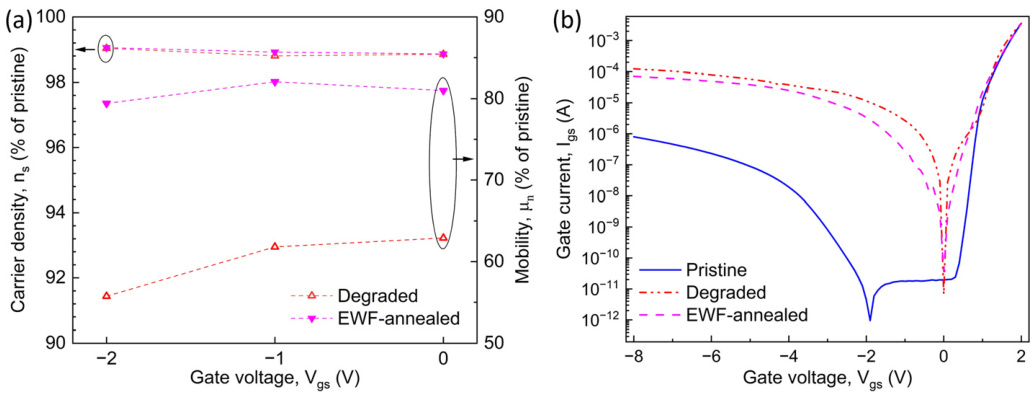 (a)
100
98
96
94
92
90
Carrier density, nₛ (% of pristine)
90
80
70
60
50
Mobility, μₙ (% of pristine)
Degraded
EWF-annealed
−2
−1
0
Gate voltage, V_gs (V)
(b)
10⁻³
10⁻⁴
10⁻⁵
10⁻⁶
10⁻⁷
10⁻⁸
10⁻⁹
10⁻¹⁰
10⁻¹¹
10⁻¹²
Gate current, I_gs (A)
Pristine
Degraded
EWF-annealed
−8
−6
−4
−2
0
2
Gate voltage, V_gs (V)